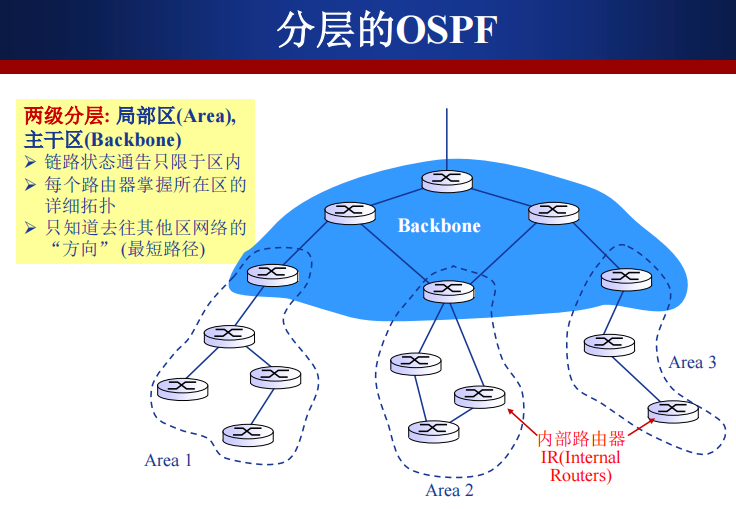 分层的OSPF
两级分层: 局部区(Area),
主干区(Backbone)
➢ 链路状态通告只限于区内
➢ 每个路由器掌握所在区的
详细拓扑
➢ 只知道去往其他区网络的
“方向” (最短路径)
Backbone
Area 3
内部路由器
IR(Internal
Routers)
Area 1
Area 2